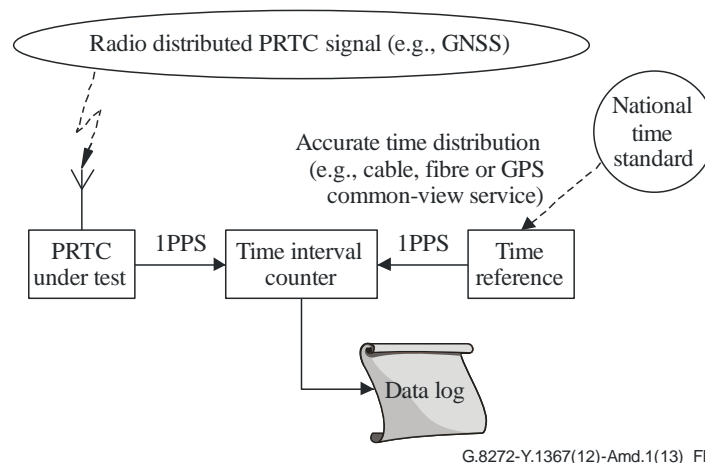 Radio distributed PRTC signal (e.g., GNSS)
National
time
standard
Accurate time distribution
(e.g., cable, fibre or GPS
common-view service)
PRTC
under test
1PPS
Time interval
counter
1PPS
Time
reference
Data log
G.8272-Y.1367(12)-Amd.1(13)